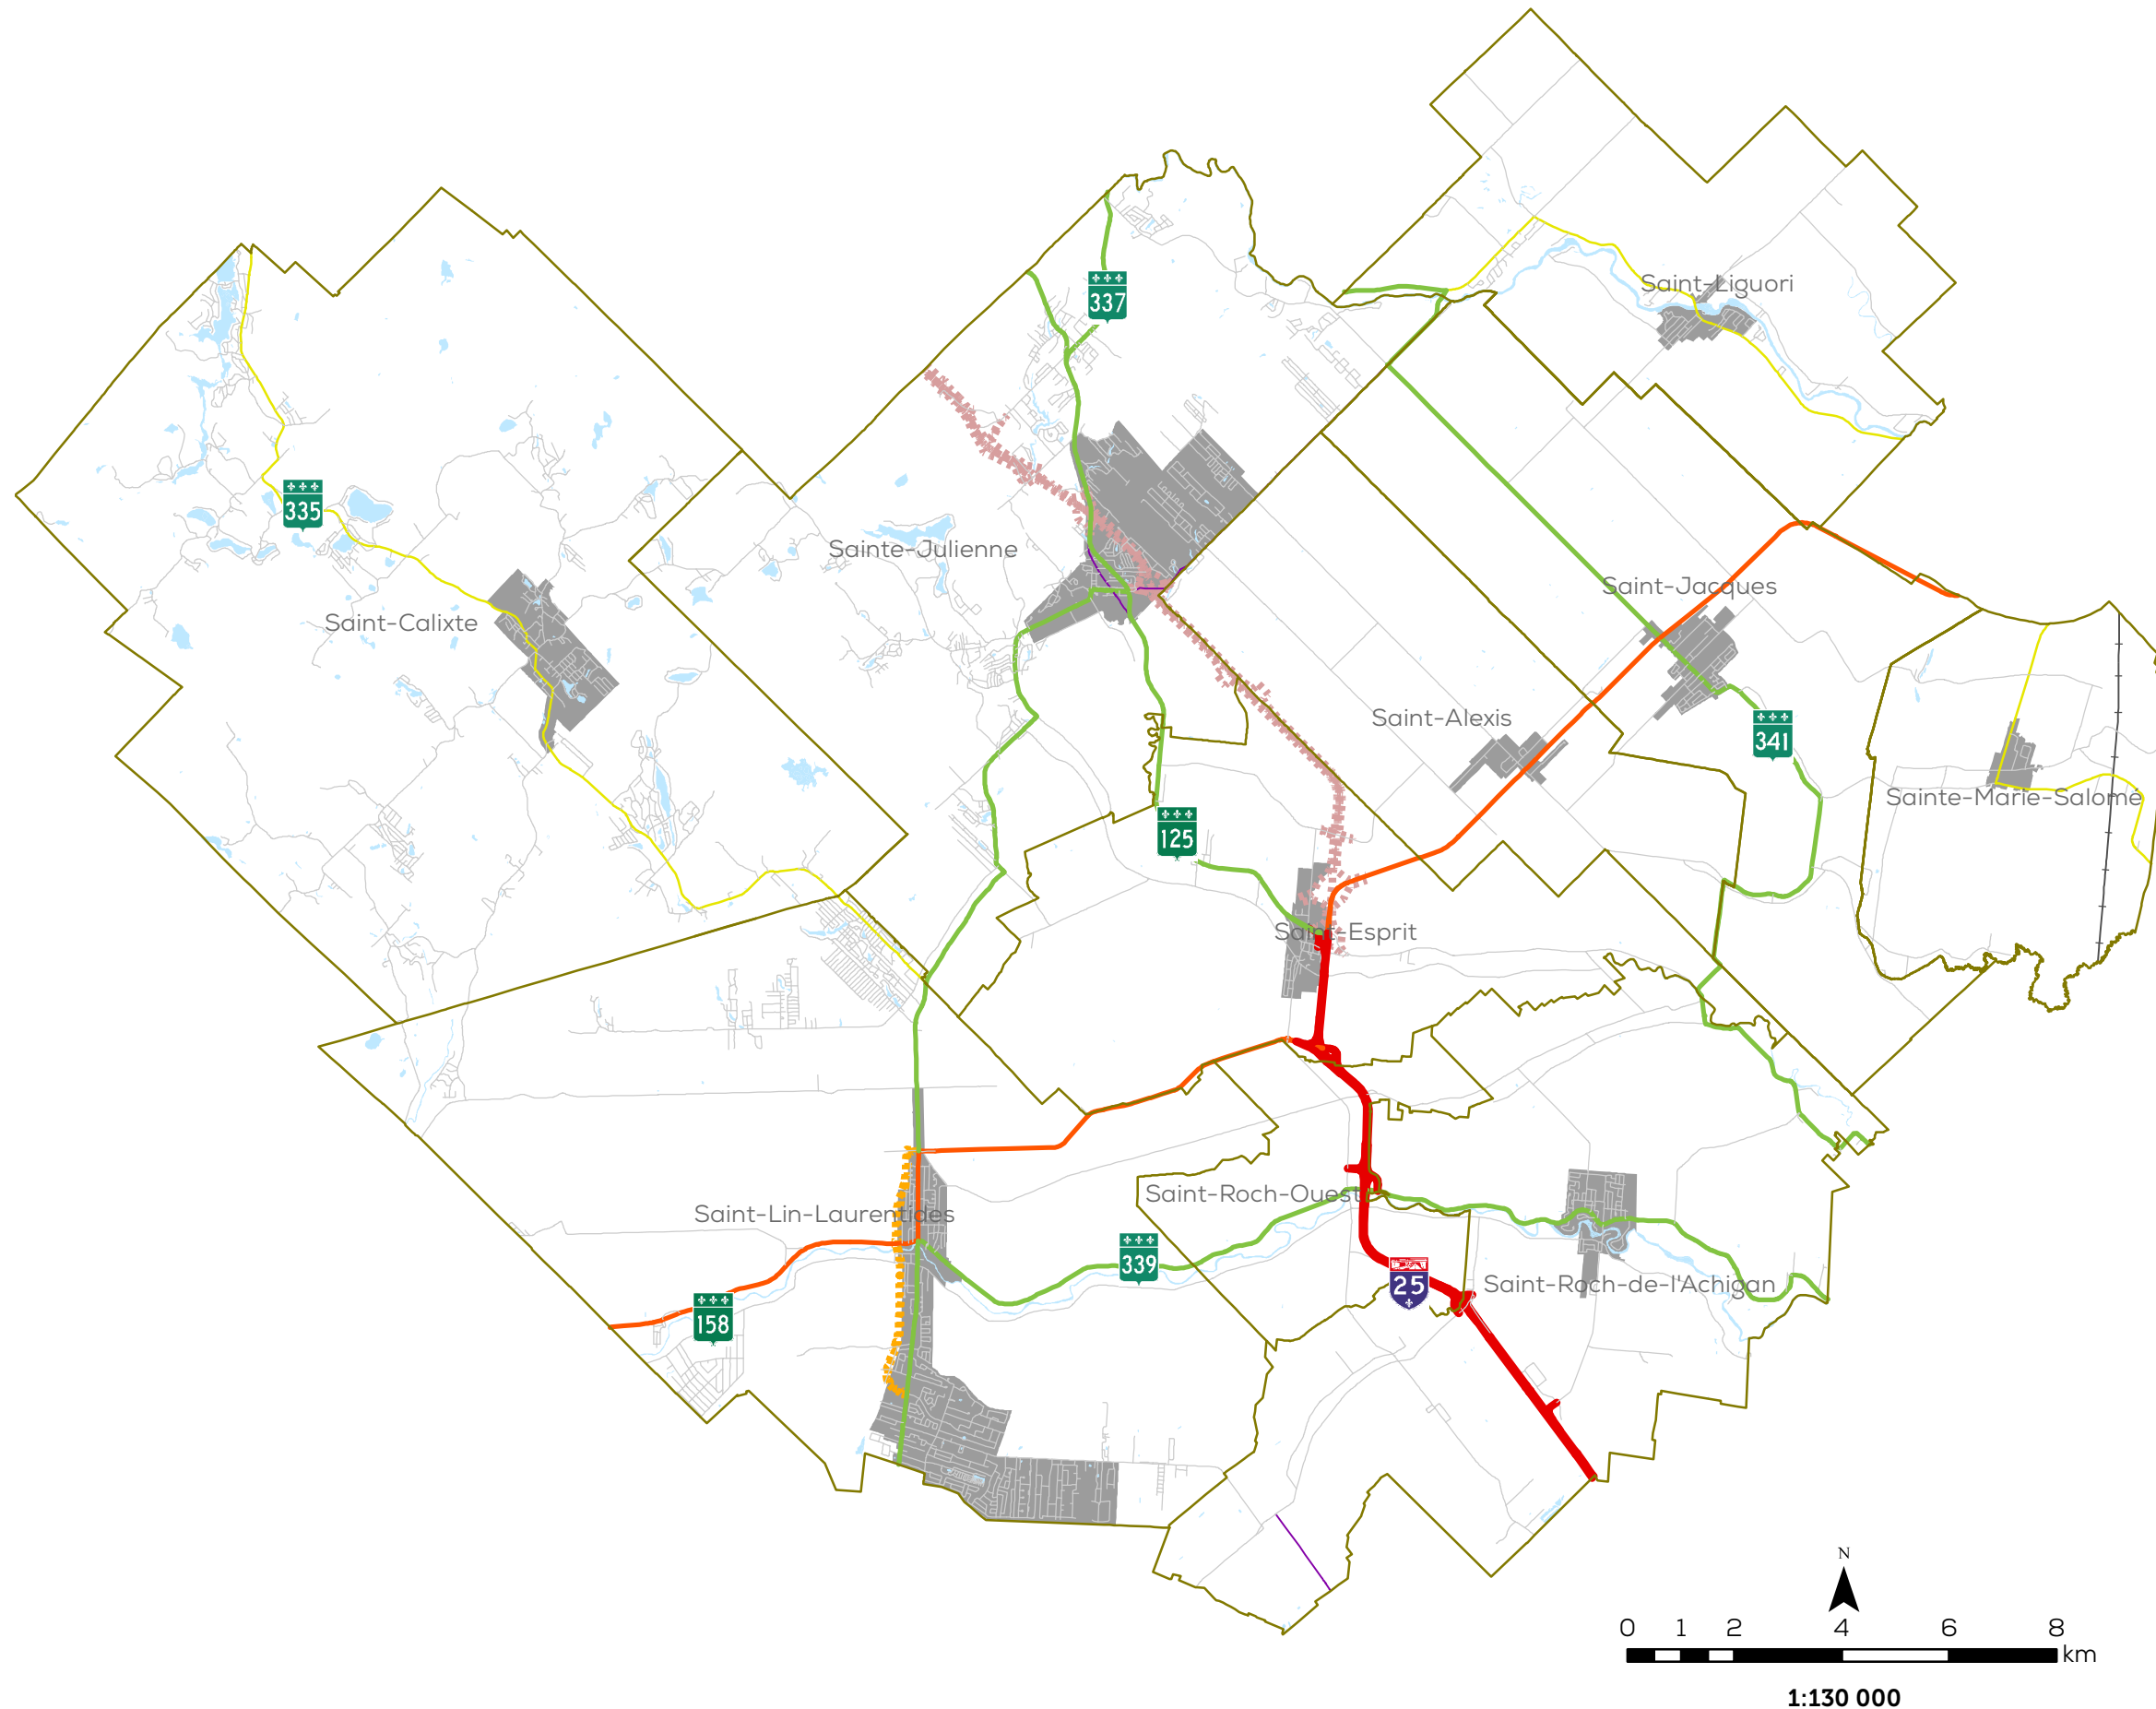 337
Saint-Liguori
335
Sainte-Julienne
Saint-Jacques
Saint-Calixte
Saint-Alexis
341
Sainte-Marie-Salomé
125
Saint-Esprit
Saint-Roch-Ouest
Saint-Lin-Laurentides
339
25
Saint-Roch-de-l'Achigan
158
N
0 1 2 4 6 8
km
1:130 000